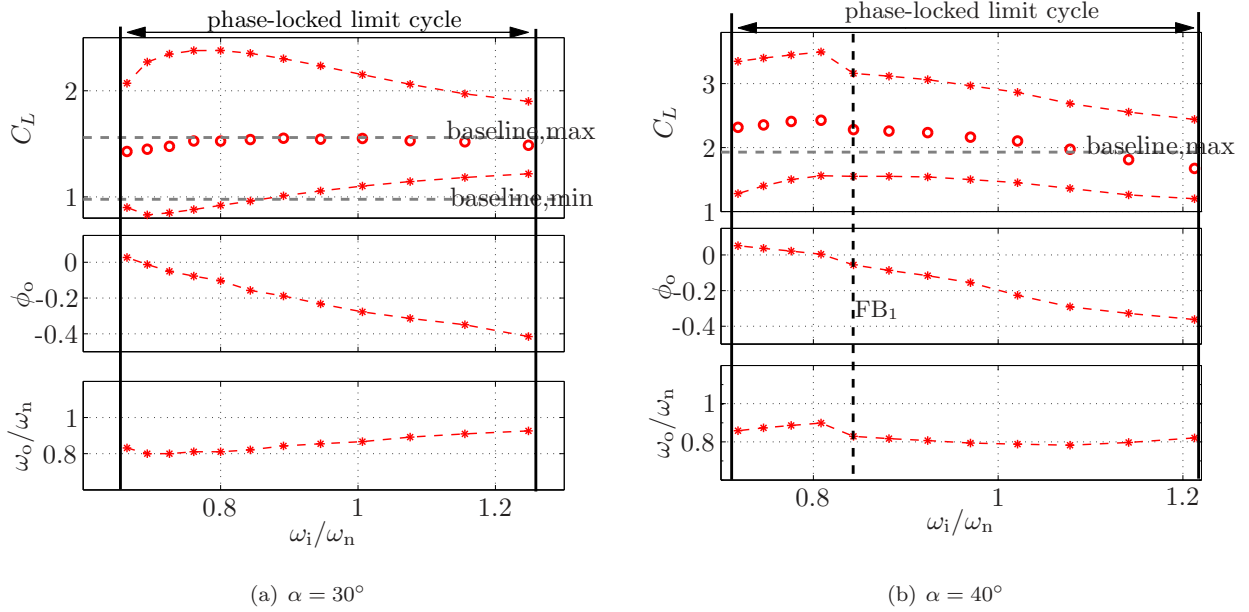 phase-locked limit cycle
C_L
2
1
baseline,max
baseline,min
ϕ_o
0
-0.2
-0.4
ω_o/ω_n
1
0.8
0.8 1 1.2
ω_i/ω_n
(a) α = 30°
phase-locked limit cycle
C_L
3
2
1
baseline,max
ϕ_o
0
-0.2
-0.4
FB₁
ω_o/ω_n
1
0.8
0.8 1 1.2
ω_i/ω_n
(b) α = 40°